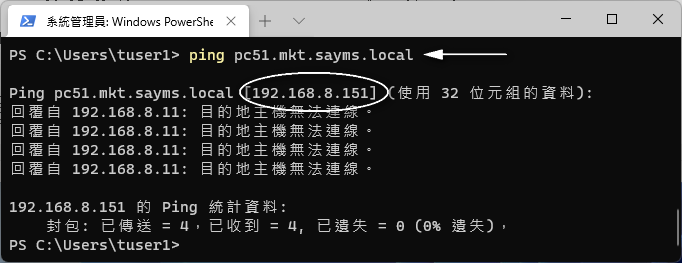 系統管理員: Windows PowerShe
PS C:\Users\tuser1> ping pc51.mkt.sayms.local
Ping pc51.mkt.sayms.local [192.168.8.151] (使用 32 位元組的資料):
回覆自 192.168.8.11: 目的地主機無法連線。
回覆自 192.168.8.11: 目的地主機無法連線。
回覆自 192.168.8.11: 目的地主機無法連線。
回覆自 192.168.8.11: 目的地主機無法連線。
192.168.8.151 的 Ping 統計資料:
封包: 已傳送 = 4，已收到 = 4, 已遺失 = 0 (0% 遺失)，
PS C:\Users\tuser1>